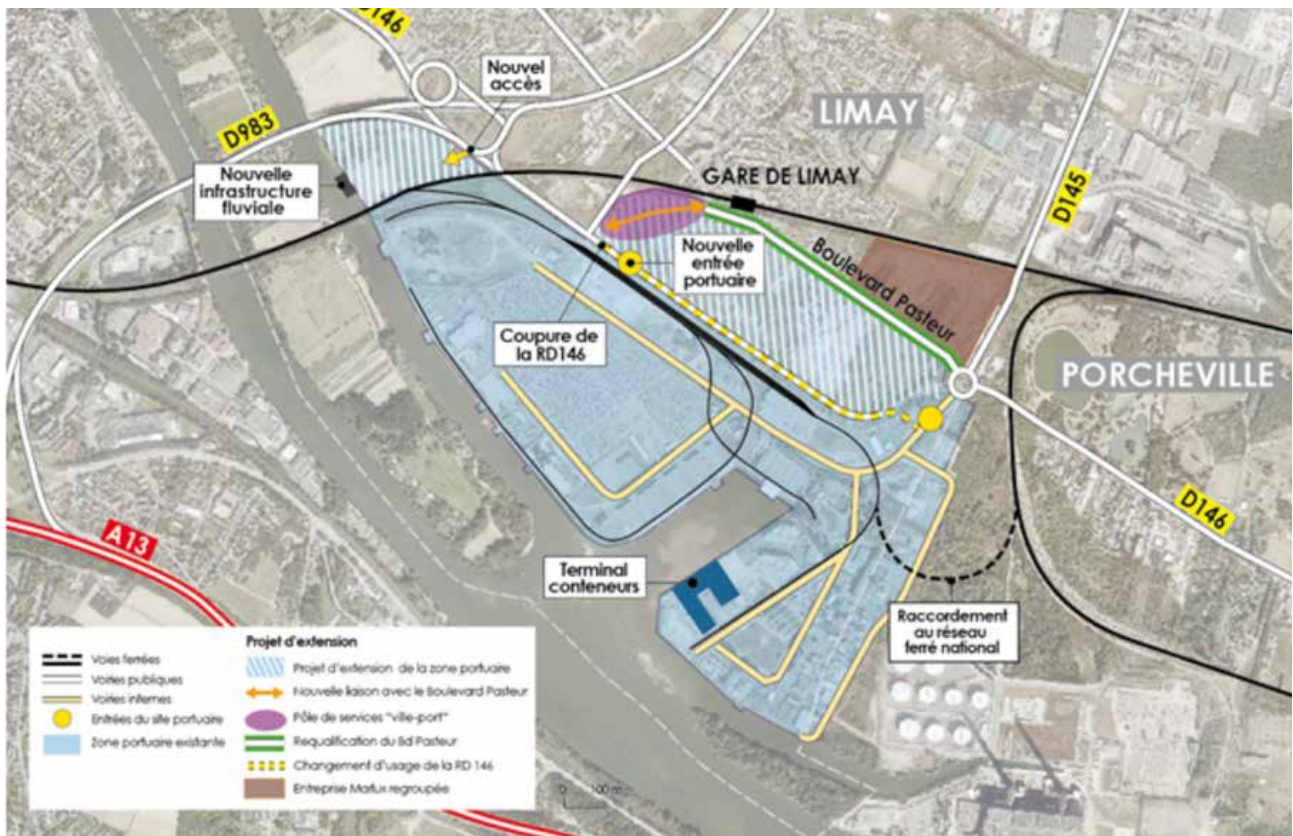 D146
Nouvel
accès
LIMAY
D983
Nouvelle
infrastructure
fluviale
GARE DE LIMAY
D145
Nouvelle
entrée
portuaire
Boulevard Pasteur
Coupure de
la RD146
PORCHEVILLE
D146
A13
Terminal
conteneurs
Raccordement
au réseau
ferré national
Voies ferrées
Voiries publiques
Voiries internes
Entrées du site portuaire
Zone portuaire existante
Projet d'extension
Projet d'extension de la zone portuaire
Nouvelle liaison avec le Boulevard Pasteur
Pôle de services "ville-port"
Requalification du Bd Pasteur
Changement d'usage de la RD 146
Entreprise Marlux regroupée
0 100 m